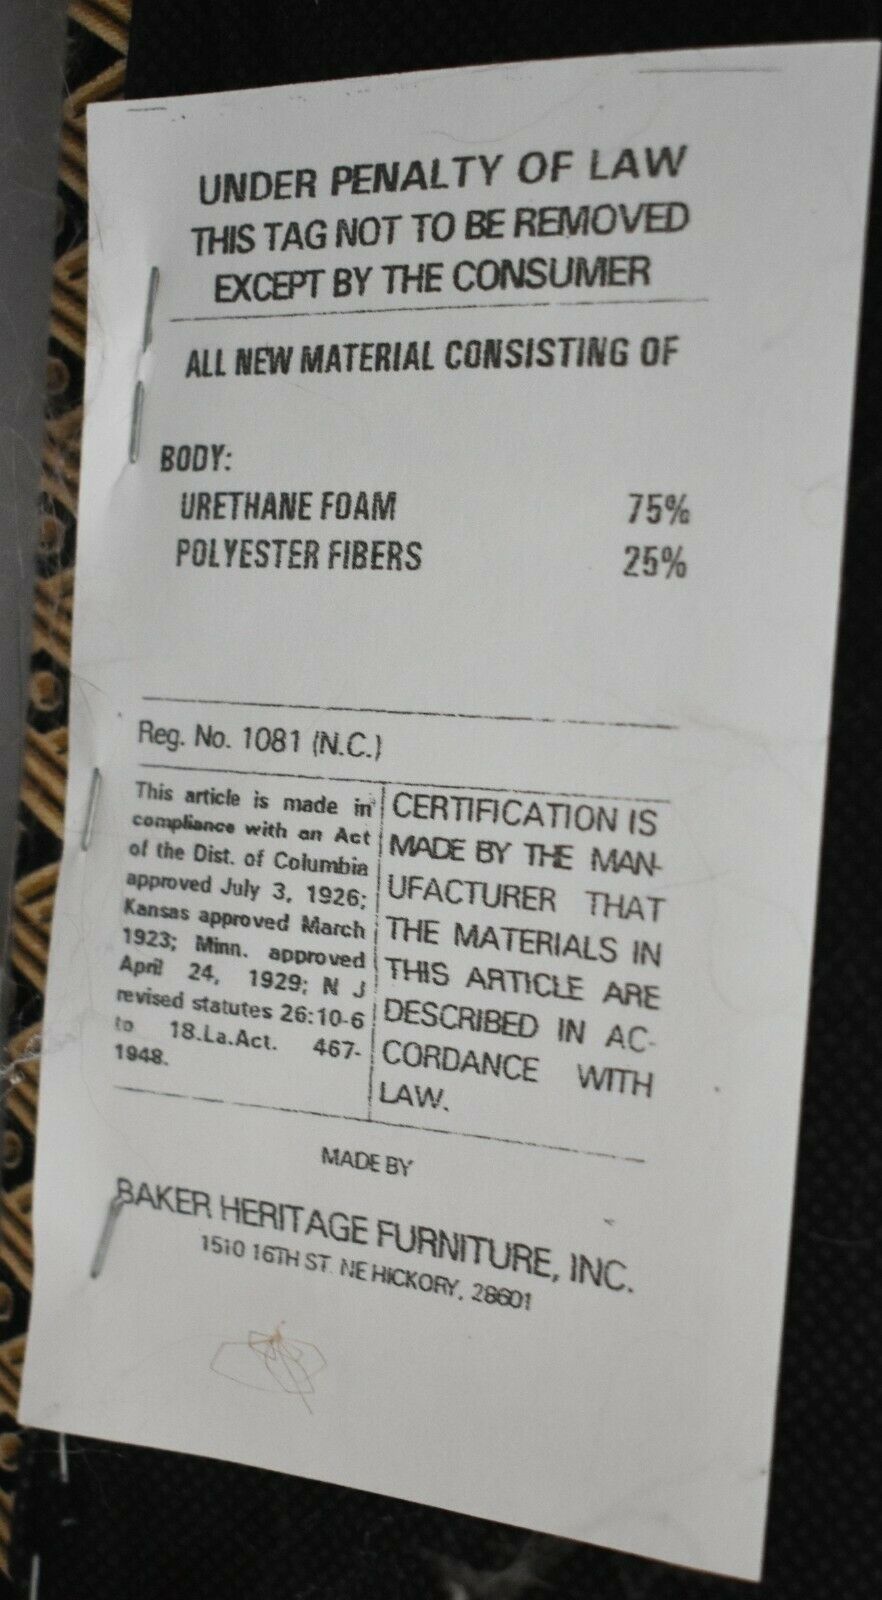 UNDER PENALTY OF LAW
THIS TAG NOT TO BE REMOVED
EXCEPT BY THE CONSUMER
ALL NEW MATERIAL CONSISTING OF
BODY:
URETHANE FOAM 75%
POLYESTER FIBERS 25%
Reg. No. 1081 (N.C.)
This article is made in
compliance with an Act
of the Dist. of Columbia
approved July 3, 1926;
Kansas approved March
1923; Minn. approved
April 24, 1929; N J
revised statutes 26:10-6
to 18.La.Act. 467-
1948.
CERTIFICATION IS
MADE BY THE MAN-
UFACTURER THAT
THE MATERIALS IN
THIS ARTICLE ARE
DESCRIBED IN AC-
CORDANCE WITH
LAW.
MADE BY
BAKER HERITAGE FURNITURE, INC.
1510 16TH ST. NE HICKORY, 28601